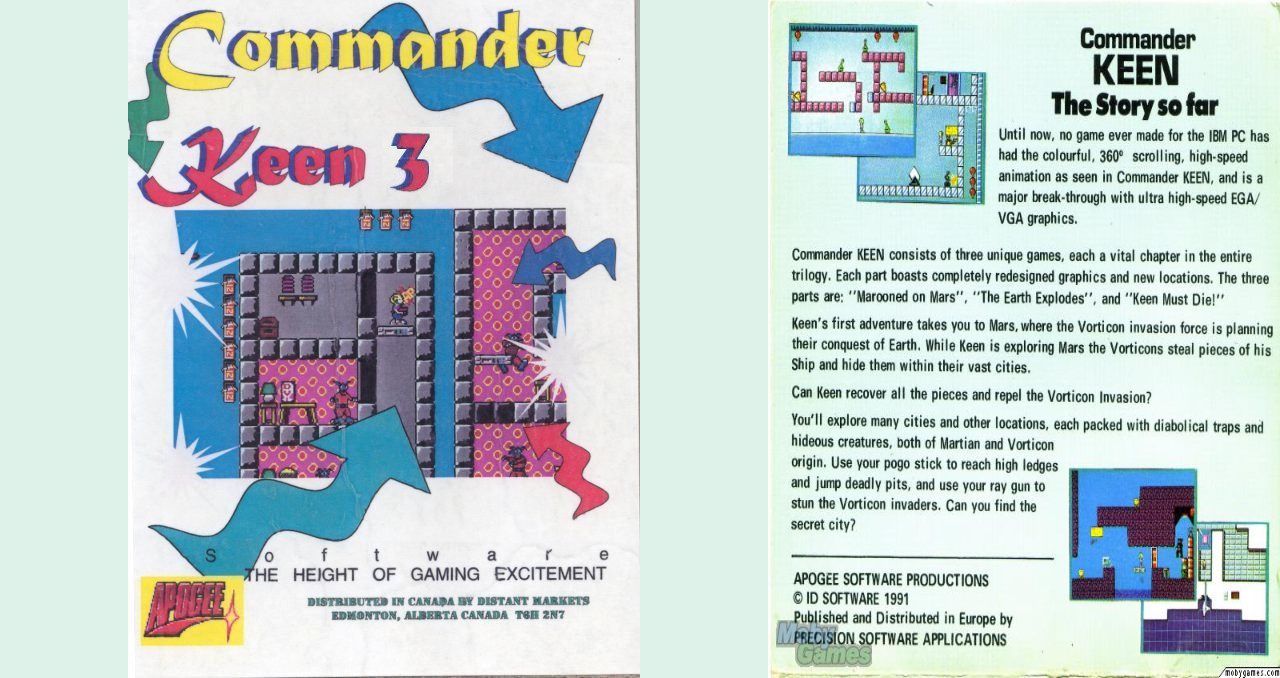 Commander
Keen 3
S o f t w a r e
THE HEIGHT OF GAMING EXCITEMENT
APOGEE
DISTRIBUTED IN CANADA BY DISTANT MARKETS
EDMONTON, ALBERTA CANADA T6H 2N7
Commander
KEEN
The Story so far
Until now, no game ever made for the IBM PC has
had the colourful, 360° scrolling, high-speed
animation as seen in Commander KEEN, and is a
major break-through with ultra high-speed EGA/
VGA graphics.
Commander KEEN consists of three unique games, each a vital chapter in the entire
trilogy. Each part boasts completely redesigned graphics and new locations. The three
parts are: "Marooned on Mars", "The Earth Explodes", and "Keen Must Die!"
Keen's first adventure takes you to Mars, where the Vorticon invasion force is planning
their conquest of Earth. While Keen is exploring Mars the Vorticons steal pieces of his
Ship and hide them within their vast cities.
Can Keen recover all the pieces and repel the Vorticon Invasion?
You'll explore many cities and other locations, each packed with diabolical traps and
hideous creatures, both of Martian and Vorticon
origin. Use your pogo stick to reach high ledges
and jump deadly pits, and use your ray gun to
stun the Vorticon invaders. Can you find the
secret city?
APOGEE SOFTWARE PRODUCTIONS
© ID SOFTWARE 1991
Published and Distributed in Europe by
PRECISION SOFTWARE APPLICATIONS
Moby
Games
mobygames.com